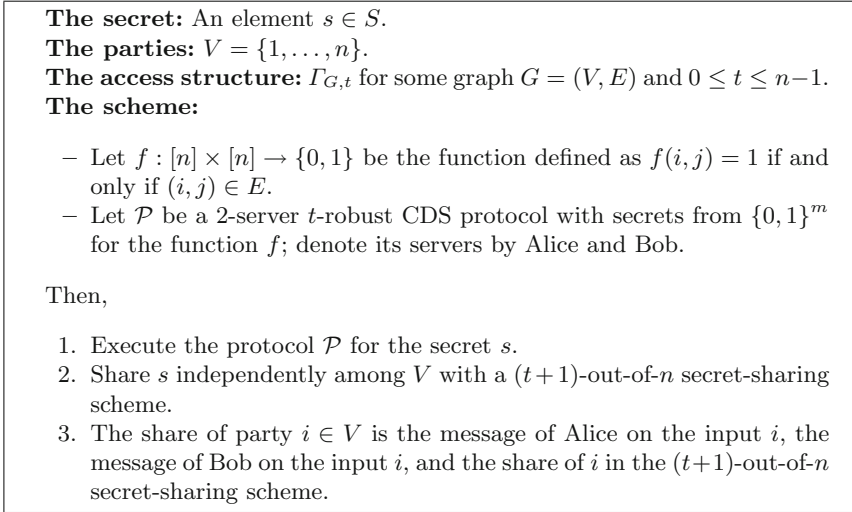 The secret: An element s ∈ S.
The parties: V = {1, . . . , n}.
The access structure: Γ_{G,t} for some graph G = (V, E) and 0 ≤ t ≤ n−1.
The scheme:
– Let f : [n] × [n] → {0, 1} be the function defined as f(i, j) = 1 if and
only if (i, j) ∈ E.
– Let 𝒫 be a 2-server t-robust CDS protocol with secrets from {0, 1}^m
for the function f; denote its servers by Alice and Bob.
Then,
1. Execute the protocol 𝒫 for the secret s.
2. Share s independently among V with a (t + 1)-out-of-n secret-sharing
scheme.
3. The share of party i ∈ V is the message of Alice on the input i, the
message of Bob on the input i, and the share of i in the (t+1)-out-of-n
secret-sharing scheme.